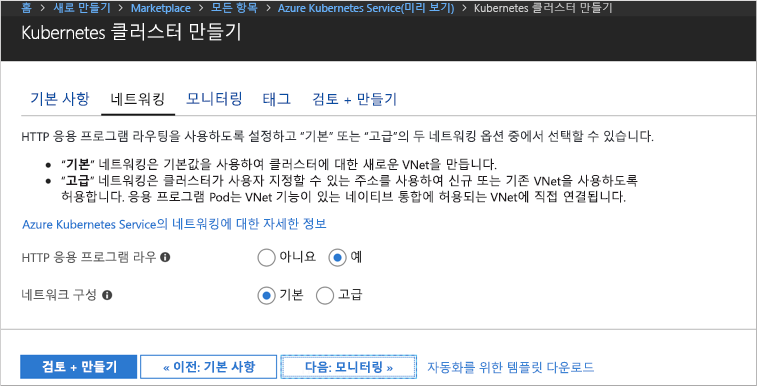 홈 > 새로 만들기 > Marketplace > 모든 항목 > Azure Kubernetes Service(미리 보기) > Kubernetes 클러스터 만들기
Kubernetes 클러스터 만들기
기본 사항 네트워킹 모니터링 태그 검토 + 만들기
HTTP 응용 프로그램 라우팅을 사용하도록 설정하고 "기본" 또는 "고급"의 두 네트워킹 옵션 중에서 선택할 수 있습니다.
• "기본" 네트워킹은 기본값을 사용하여 클러스터에 대한 새로운 VNet을 만듭니다.
• "고급" 네트워킹은 클러스터가 사용자 지정할 수 있는 주소를 사용하여 신규 또는 기존 VNet을 사용하도록
허용합니다. 응용 프로그램 Pod는 VNet 기능이 있는 네이티브 통합에 허용되는 VNet에 직접 연결됩니다.
Azure Kubernetes Service의 네트워킹에 대한 자세한 정보
HTTP 응용 프로그램 라우 아니요 예
네트워크 구성 기본 고급
검토 + 만들기 « 이전: 기본 사항 다음: 모니터링 » 자동화를 위한 템플릿 다운로드